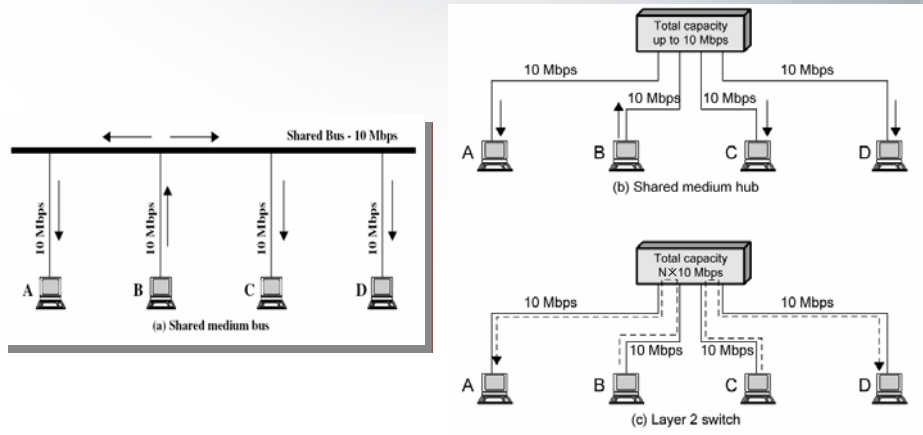 Shared Bus - 10 Mbps
10 Mbps
10 Mbps
10 Mbps
10 Mbps
A
B
C
D
(a) Shared medium bus
Total capacity
up to 10 Mbps
10 Mbps
10 Mbps
10 Mbps
10 Mbps
A
B
C
D
(b) Shared medium hub
Total capacity
N×10 Mbps
10 Mbps
10 Mbps
10 Mbps
10 Mbps
A
B
C
D
(c) Layer 2 switch